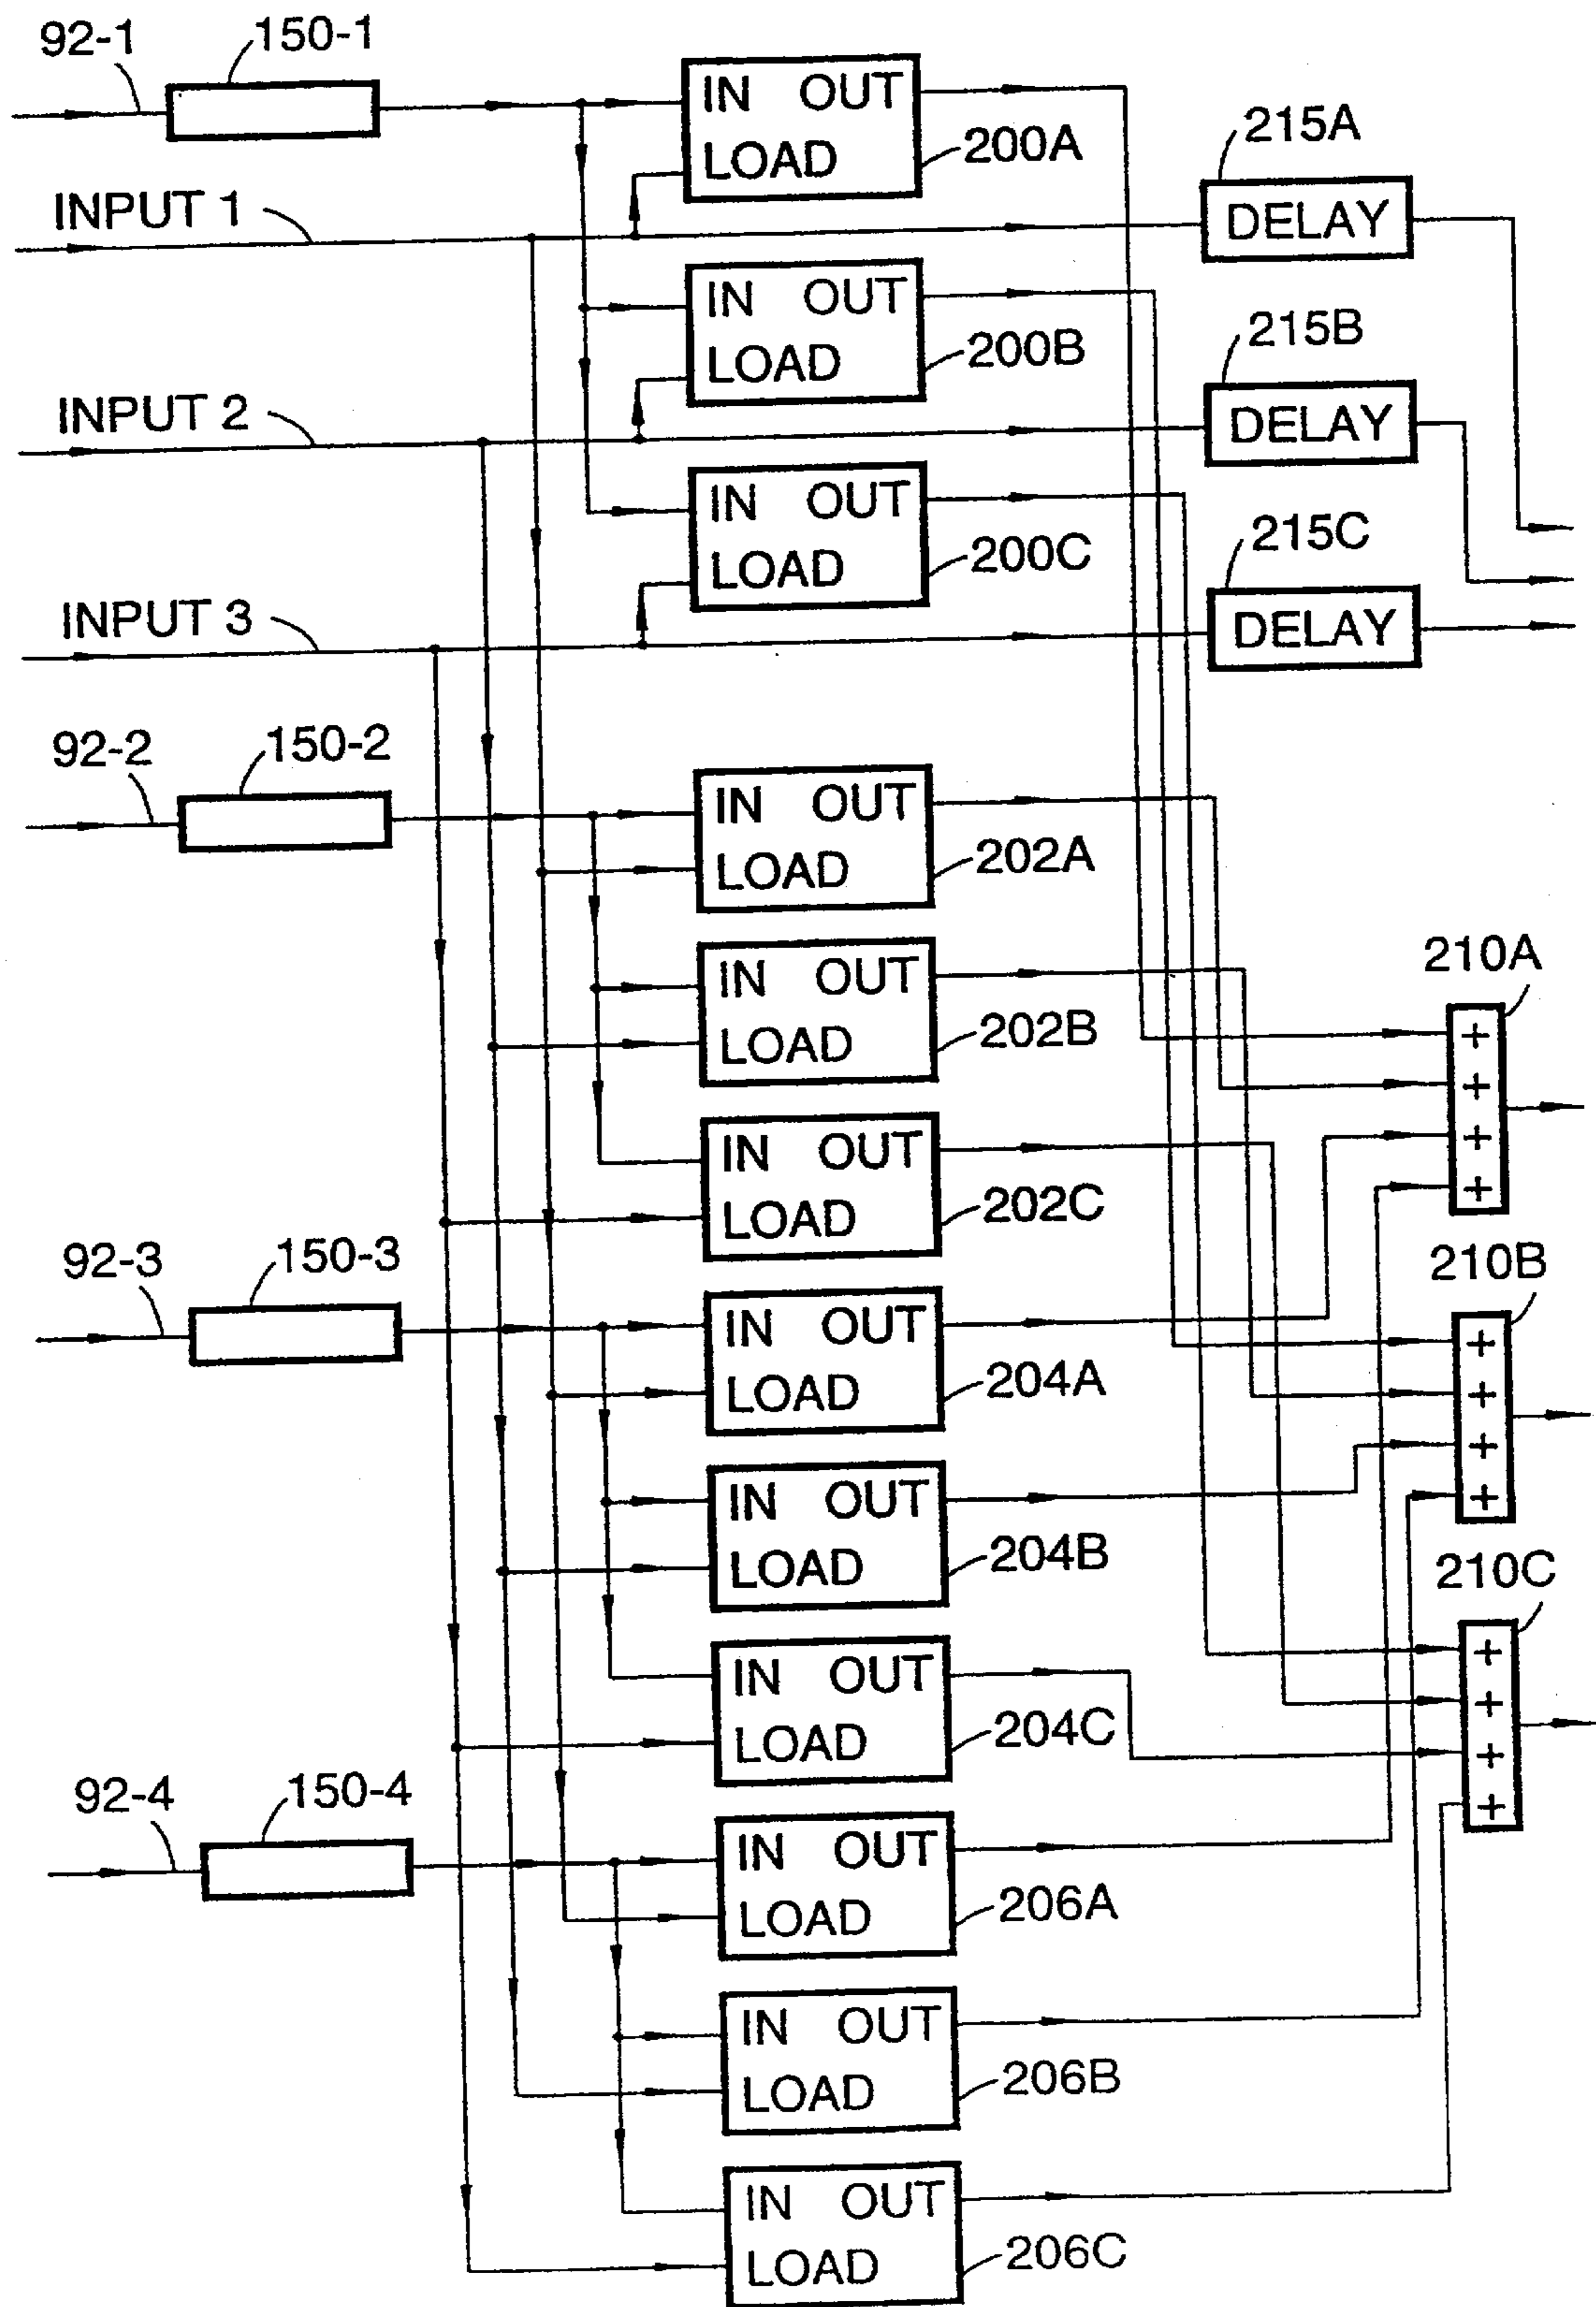 92-1
150-1
IN OUT
LOAD
200A
215A
DELAY
INPUT 1
IN OUT
LOAD
200B
215B
DELAY
INPUT 2
IN OUT
LOAD
200C
215C
DELAY
INPUT 3
92-2
150-2
IN OUT
LOAD
202A
IN OUT
LOAD
202B
210A
+
+
+
+
IN OUT
LOAD
202C
92-3
150-3
IN OUT
LOAD
204A
210B
+
+
+
+
IN OUT
LOAD
204B
210C
+
+
+
+
IN OUT
LOAD
204C
92-4
150-4
IN OUT
LOAD
206A
IN OUT
LOAD
206B
IN OUT
LOAD
206C